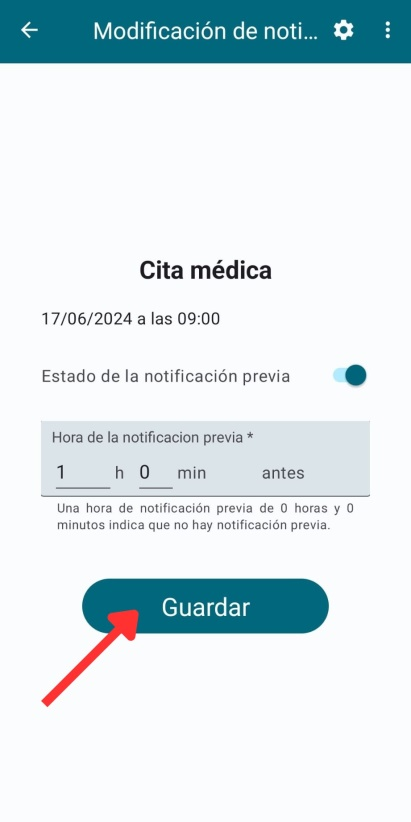 Modificación de noti...
Cita médica
17/06/2024 a las 09:00
Estado de la notificación previa
Hora de la notificacion previa *
1 h 0 min antes
Una hora de notificación previa de 0 horas y 0
minutos indica que no hay notificación previa.
Guardar